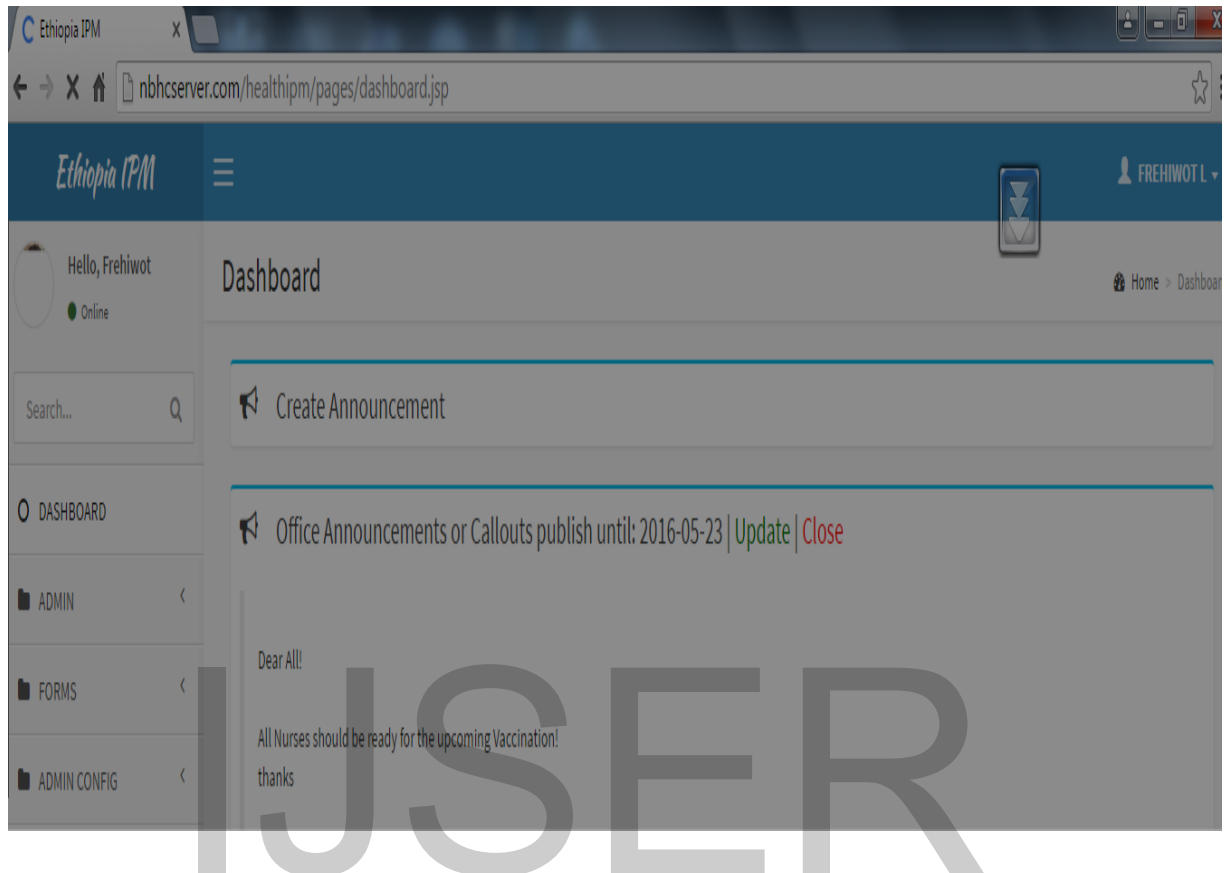 Ethiopia IPM
nbhcserver.com/healthipm/pages/dashboard.jsp
Ethiopia IPM
FREHIWOT L
Hello, Frehiwot
Online
Dashboard
Home > Dashboar
Search...
Create Announcement
DASHBOARD
Office Announcements or Callouts publish until: 2016-05-23 | Update | Close
ADMIN
Dear All!
FORMS
All Nurses should be ready for the upcoming Vaccination!
thanks
ADMIN CONFIG
IJSER